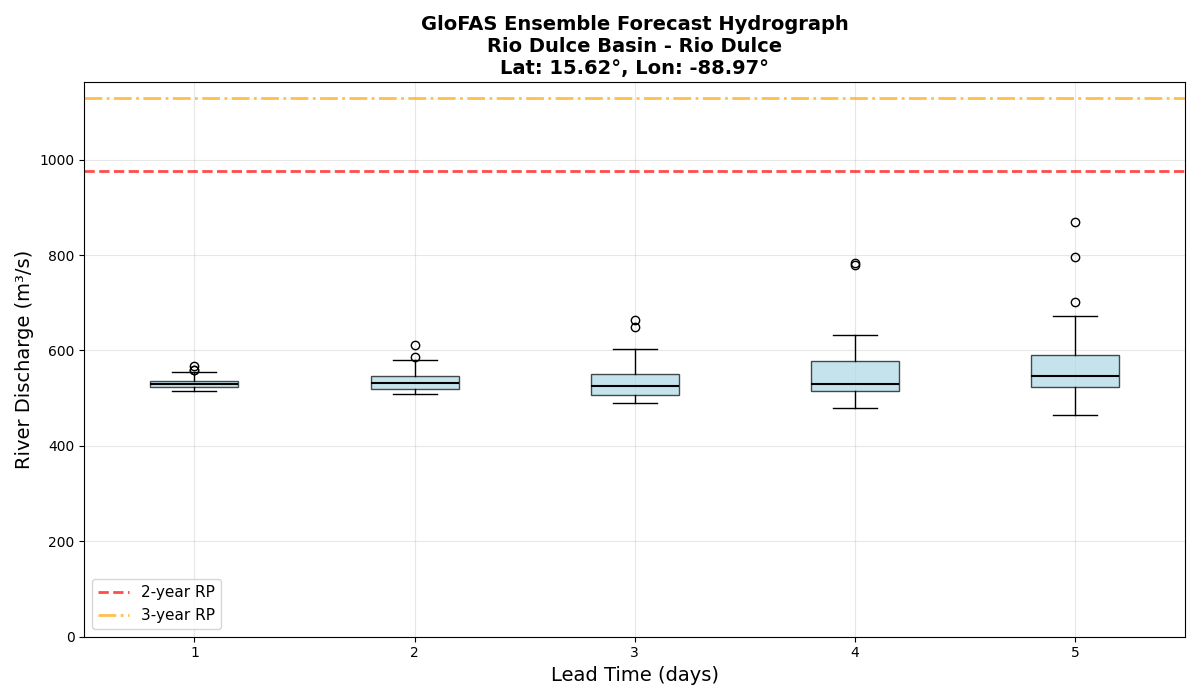 GloFAS Ensemble Forecast Hydrograph
Rio Dulce Basin - Rio Dulce
Lat: 15.62°, Lon: -88.97°
River Discharge (m³/s)
1000
800
600
400
200
0
2-year RP
3-year RP
1 2 3 4 5
Lead Time (days)